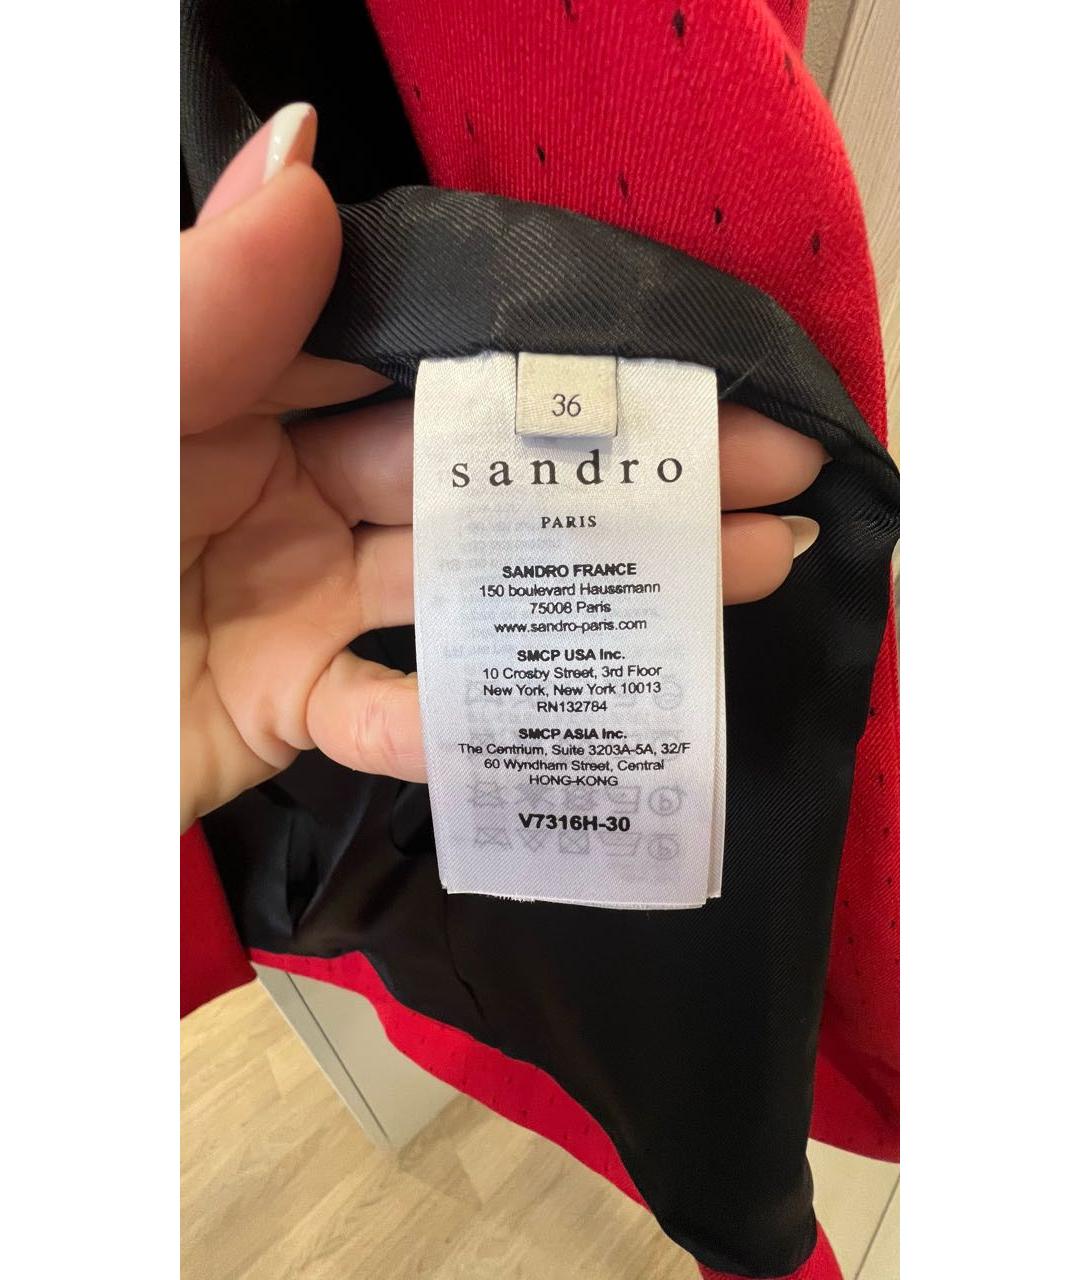 36
sandro
PARIS
SANDRO FRANCE
150 boulevard Haussmann
75008 Paris
www.sandro-paris.com
SMCP USA Inc.
10 Crosby Street, 3rd Floor
New York, New York 10013
RN132784
SMCP ASIA Inc.
The Centrium, Suite 3203A-5A, 32/F
60 Wyndham Street, Central
HONG-KONG
V7316H-30